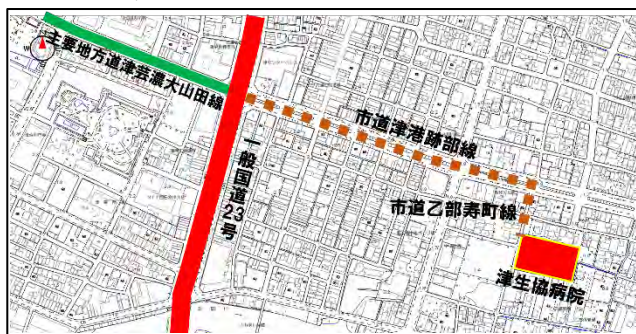 主要地方道津芸濃大山田線
一般国道23号
市道津港跡部線
市道乙部寿町線
津生協病院